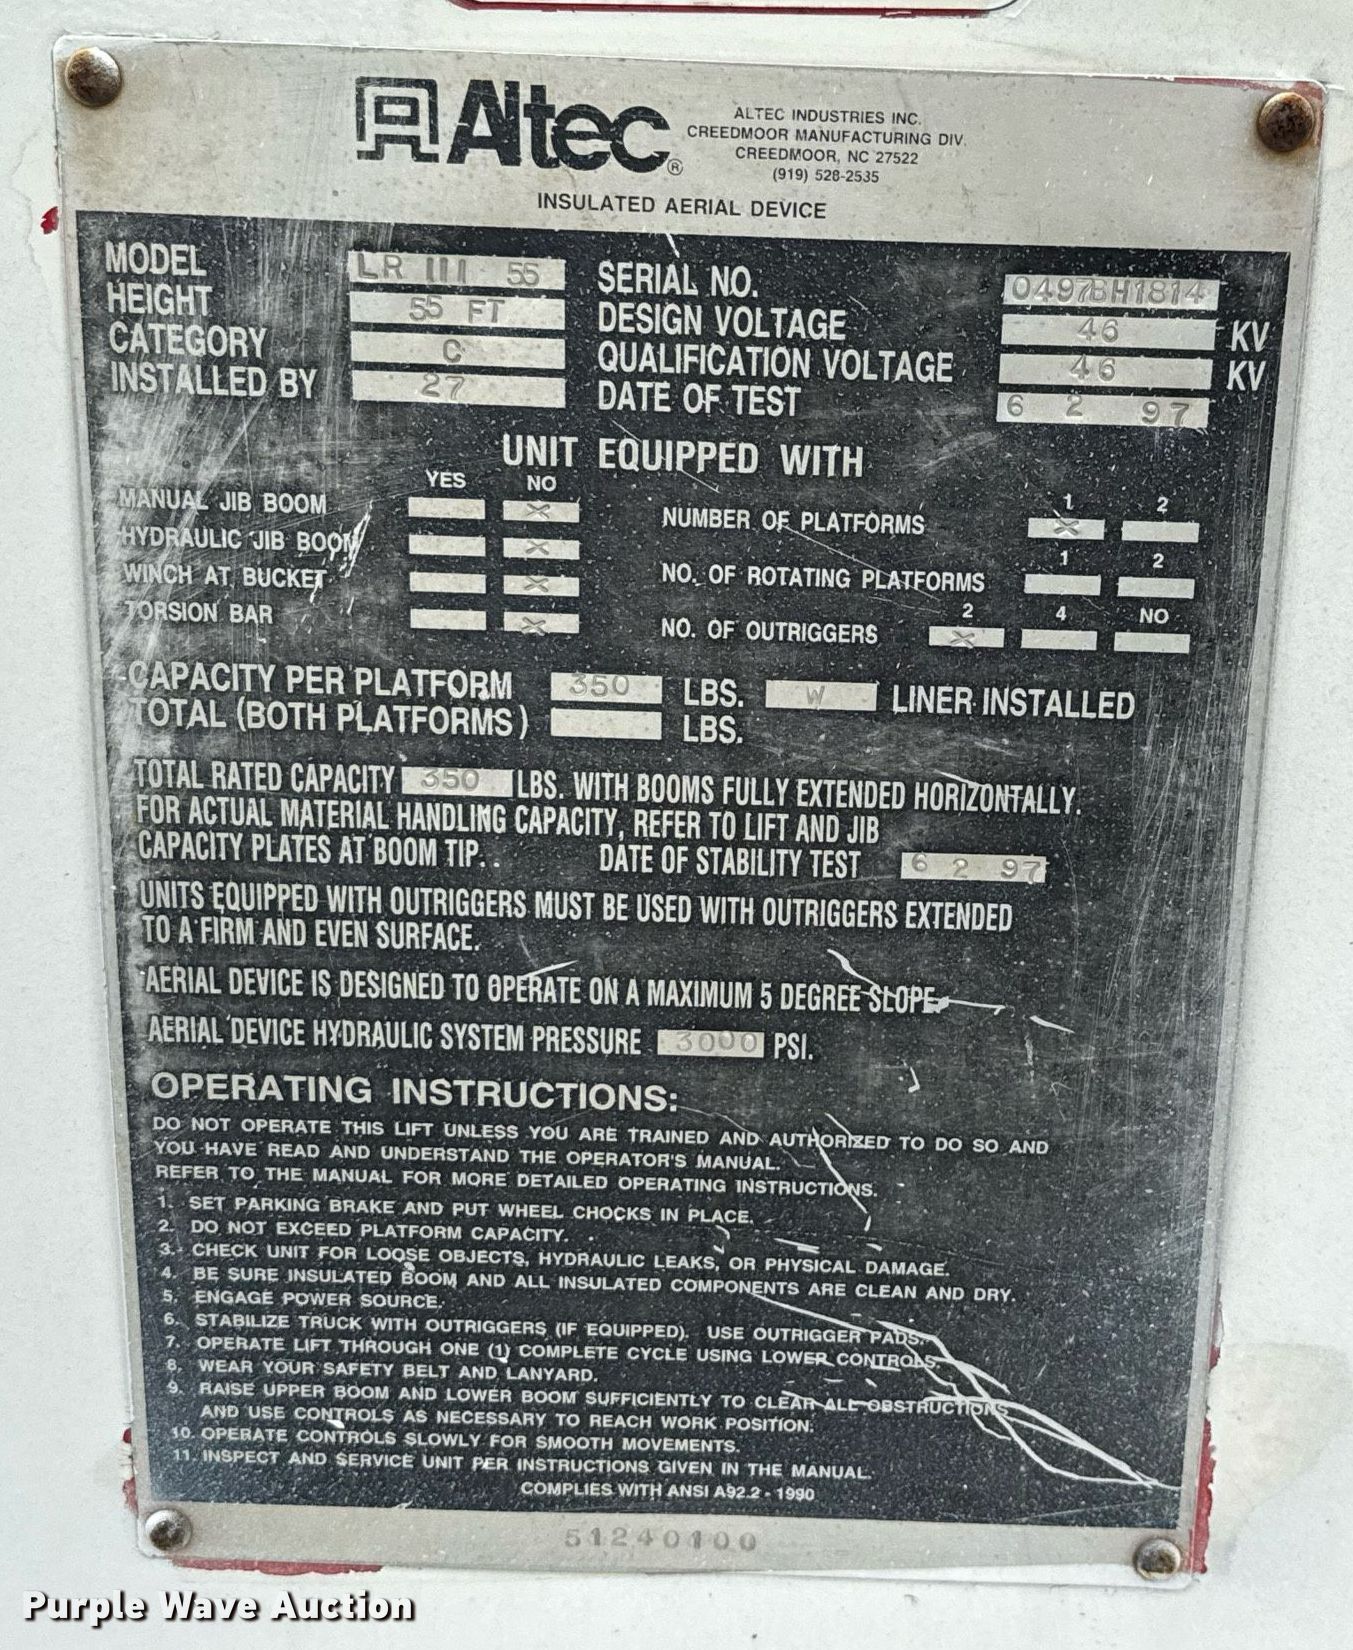 Altec®
ALTEC INDUSTRIES INC.
CREEDMOOR MANUFACTURING DIV.
CREEDMOOR, NC 27522
(919) 528-2535
INSULATED AERIAL DEVICE
MODEL LR III 55
HEIGHT 55 FT
CATEGORY C
INSTALLED BY 27
SERIAL NO. 0497BH1814
DESIGN VOLTAGE 46 KV
QUALIFICATION VOLTAGE 46 KV
DATE OF TEST 6 2 97
UNIT EQUIPPED WITH
YES NO
MANUAL JIB BOOM X
HYDRAULIC JIB BOOM X
WINCH AT BUCKET X
TORSION BAR X
1 2
NUMBER OF PLATFORMS X
1 2
NO. OF ROTATING PLATFORMS
2 4 NO
NO. OF OUTRIGGERS X
CAPACITY PER PLATFORM 350 LBS. W LINER INSTALLED
TOTAL (BOTH PLATFORMS) LBS.
TOTAL RATED CAPACITY 350 LBS. WITH BOOMS FULLY EXTENDED HORIZONTALLY.
FOR ACTUAL MATERIAL HANDLING CAPACITY, REFER TO LIFT AND JIB
CAPACITY PLATES AT BOOM TIP. DATE OF STABILITY TEST 6 2 97
UNITS EQUIPPED WITH OUTRIGGERS MUST BE USED WITH OUTRIGGERS EXTENDED
TO A FIRM AND EVEN SURFACE.
AERIAL DEVICE IS DESIGNED TO OPERATE ON A MAXIMUM 5 DEGREE SLOPE.
AERIAL DEVICE HYDRAULIC SYSTEM PRESSURE 3000 PSI.
OPERATING INSTRUCTIONS:
DO NOT OPERATE THIS LIFT UNLESS YOU ARE TRAINED AND AUTHORIZED TO DO SO AND
YOU HAVE READ AND UNDERSTAND THE OPERATOR'S MANUAL.
REFER TO THE MANUAL FOR MORE DETAILED OPERATING INSTRUCTIONS.
1. SET PARKING BRAKE AND PUT WHEEL CHOCKS IN PLACE.
2. DO NOT EXCEED PLATFORM CAPACITY.
3. CHECK UNIT FOR LOOSE OBJECTS, HYDRAULIC LEAKS, OR PHYSICAL DAMAGE.
4. BE SURE INSULATED BOOM AND ALL INSULATED COMPONENTS ARE CLEAN AND DRY.
5. ENGAGE POWER SOURCE.
6. STABILIZE TRUCK WITH OUTRIGGERS (IF EQUIPPED). USE OUTRIGGER PADS.
7. OPERATE LIFT THROUGH ONE (1) COMPLETE CYCLE USING LOWER CONTROLS.
8. WEAR YOUR SAFETY BELT AND LANYARD.
9. RAISE UPPER BOOM AND LOWER BOOM SUFFICIENTLY TO CLEAR ALL OBSTRUCTIONS
AND USE CONTROLS AS NECESSARY TO REACH WORK POSITION.
10. OPERATE CONTROLS SLOWLY FOR SMOOTH MOVEMENTS.
11. INSPECT AND SERVICE UNIT PER INSTRUCTIONS GIVEN IN THE MANUAL.
COMPLIES WITH ANSI A92.2 - 1990
51240100
Purple Wave Auction